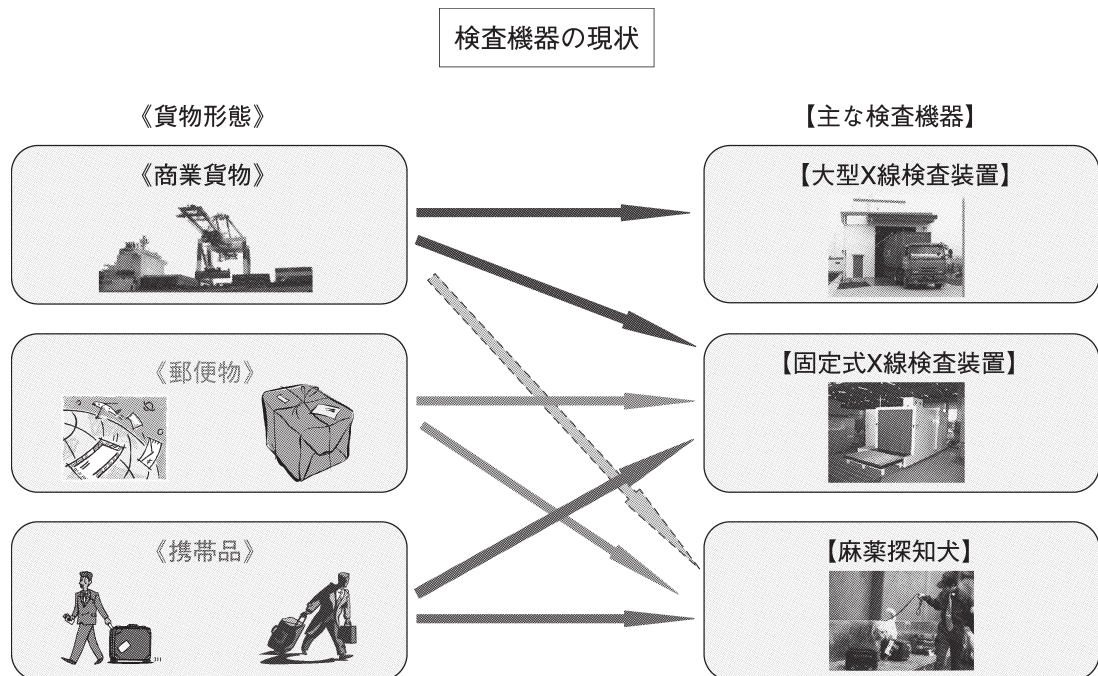 検査機器の現状
《貨物形態》
【主な検査機器】
《商業貨物》
【大型X線検査装置】
《郵便物》
【固定式X線検査装置】
《携帯品》
【麻薬探知犬】